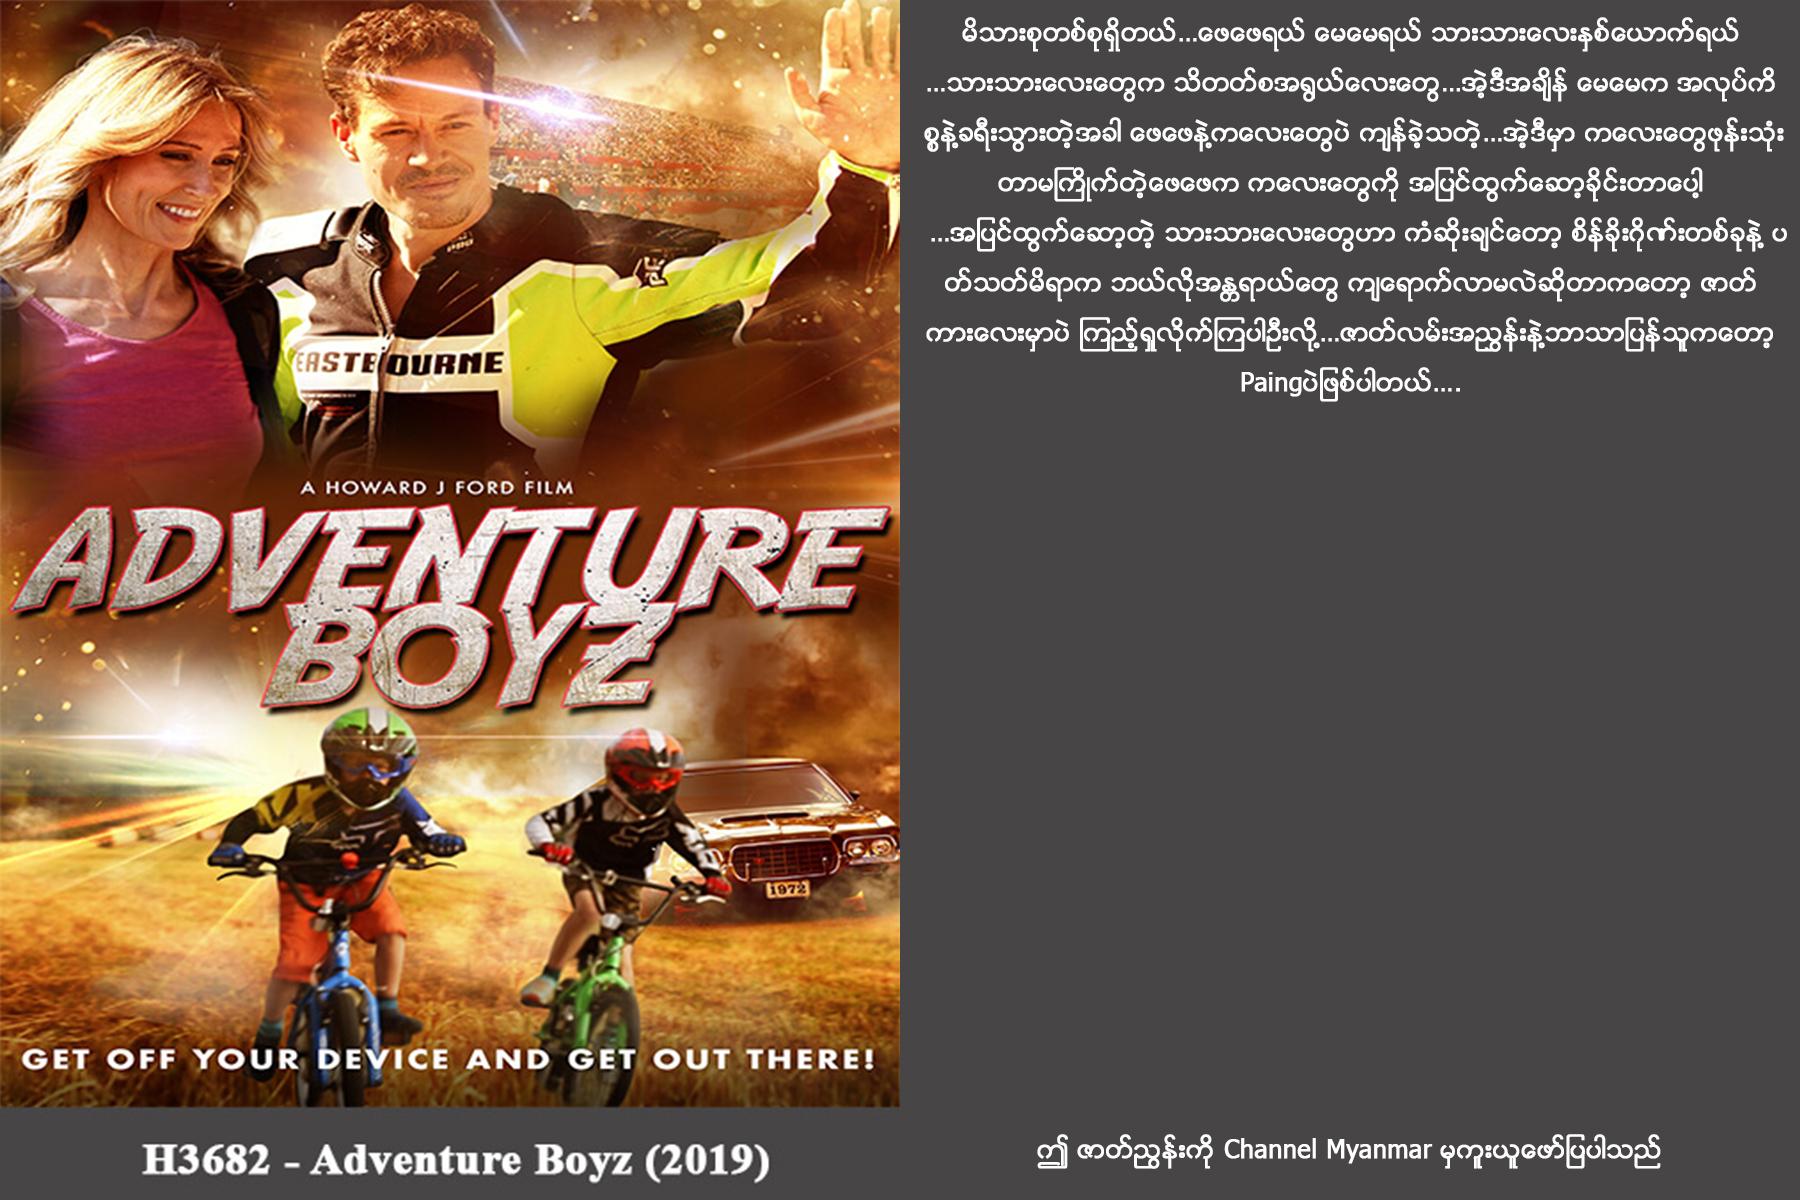 A HOWARD J FORD FILM
ADVENTURE
BOYZ
EASTBOURNE
1972
GET OFF YOUR DEVICE AND GET OUT THERE!
H3682 - Adventure Boyz (2019)
မိသားစုတစ်စုရှိတယ်...ဖေဖေရယ် မေမေရယ် သားသားလေးနှစ်ယောက်ရယ်
...သားသားလေးတွေက သိတတ်စအရွယ်လေးတွေ...အဲ့ဒီအချိန် မေမေက အလုပ်ကိ
စ္စနဲ့ခရီးသွားတဲ့အခါ ဖေဖေနဲ့ကလေးတွေပဲ ကျန်ခဲ့သတဲ့...အဲ့ဒီမှာ ကလေးတွေဖုန်းသုံး
တာမကြိုက်တဲ့ဖေဖေက ကလေးတွေကို အပြင်ထွက်ဆော့ခိုင်းတာပေါ့
...အပြင်ထွက်ဆော့တဲ့ သားသားလေးတွေဟာ ကံဆိုးချင်တော့ စိန်ခိုးဂိုဏ်းတစ်ခုနဲ့ ပ
တ်သတ်မိရာက ဘယ်လိုအန္တရာယ်တွေ ကျရောက်လာမလဲဆိုတာကတော့ ဇာတ်
ကားလေးမှာပဲ ကြည့်ရှုလိုက်ကြပါဦးလို့...ဇာတ်လမ်းအညွှန်းနဲ့ဘာသာပြန်သူကတော့
Paingပဲဖြစ်ပါတယ်....
ဤ ဇာတ်ညွှန်းကို Channel Myanmar မှကူးယူဖော်ပြပါသည်